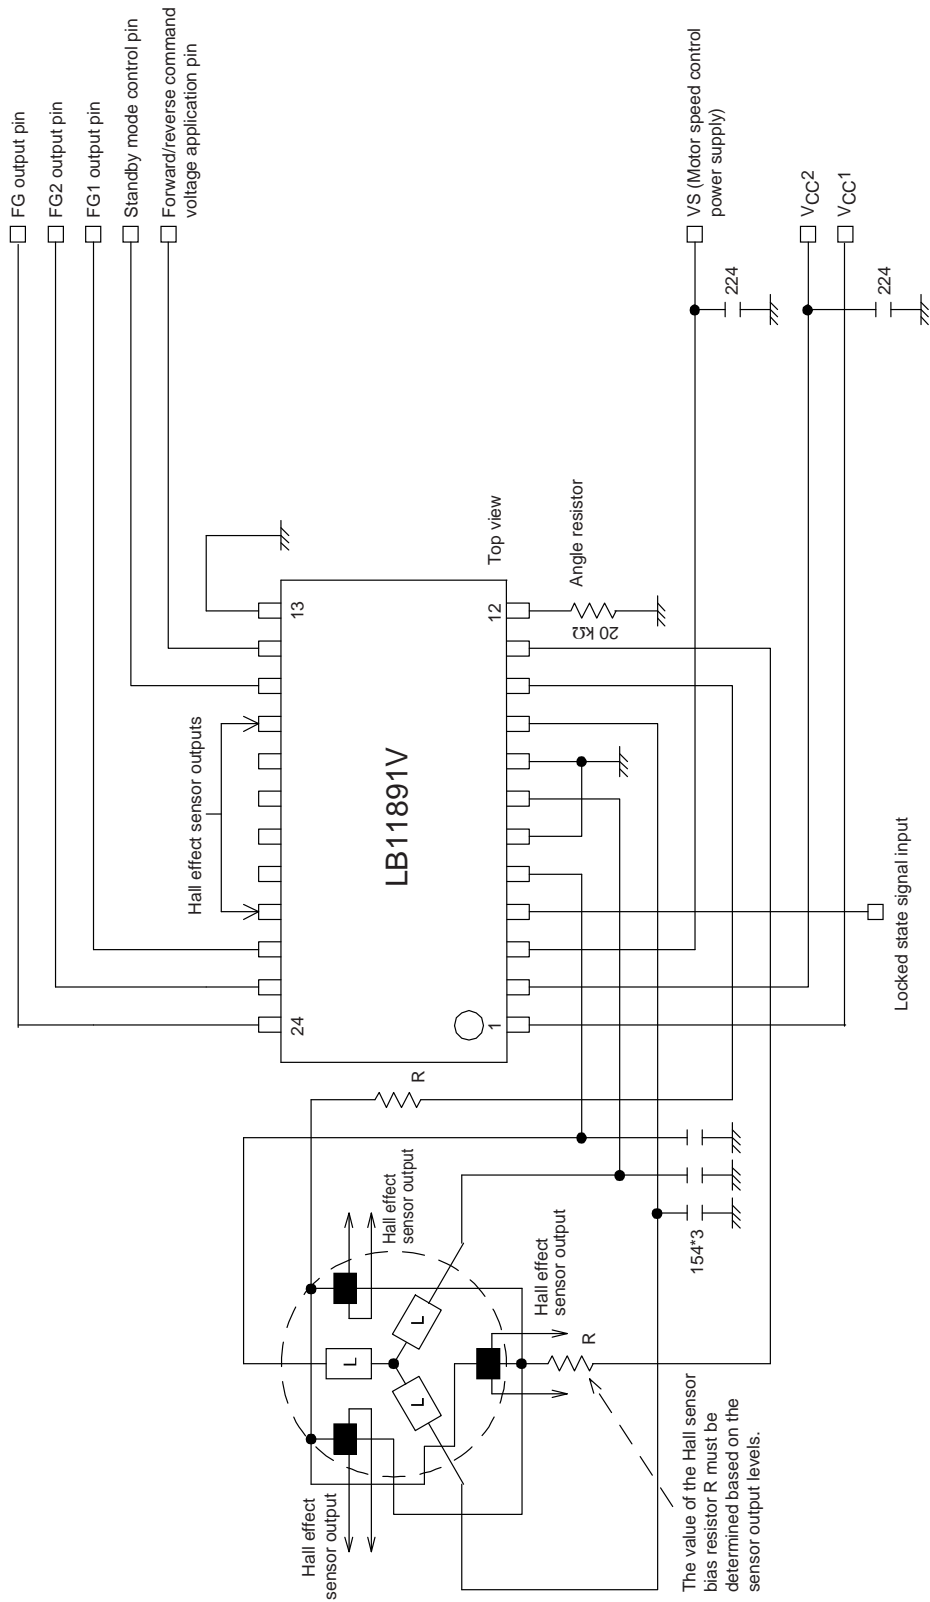 FG output pin
FG2 output pin
FG1 output pin
Standby mode control pin
Forward/reverse command
voltage application pin
VS (Motor speed control
power supply)
VCC2
VCC1
224
224
Top view
Angle resistor
20 kΩ
13
12
Hall effect sensor outputs
LB11891V
24
1
Locked state signal input
R
Hall effect
sensor output
154*3
Hall effect
sensor output
R
L
L
L
Hall effect
sensor output
The value of the Hall sensor
bias resistor R must be
determined based on the
sensor output levels.